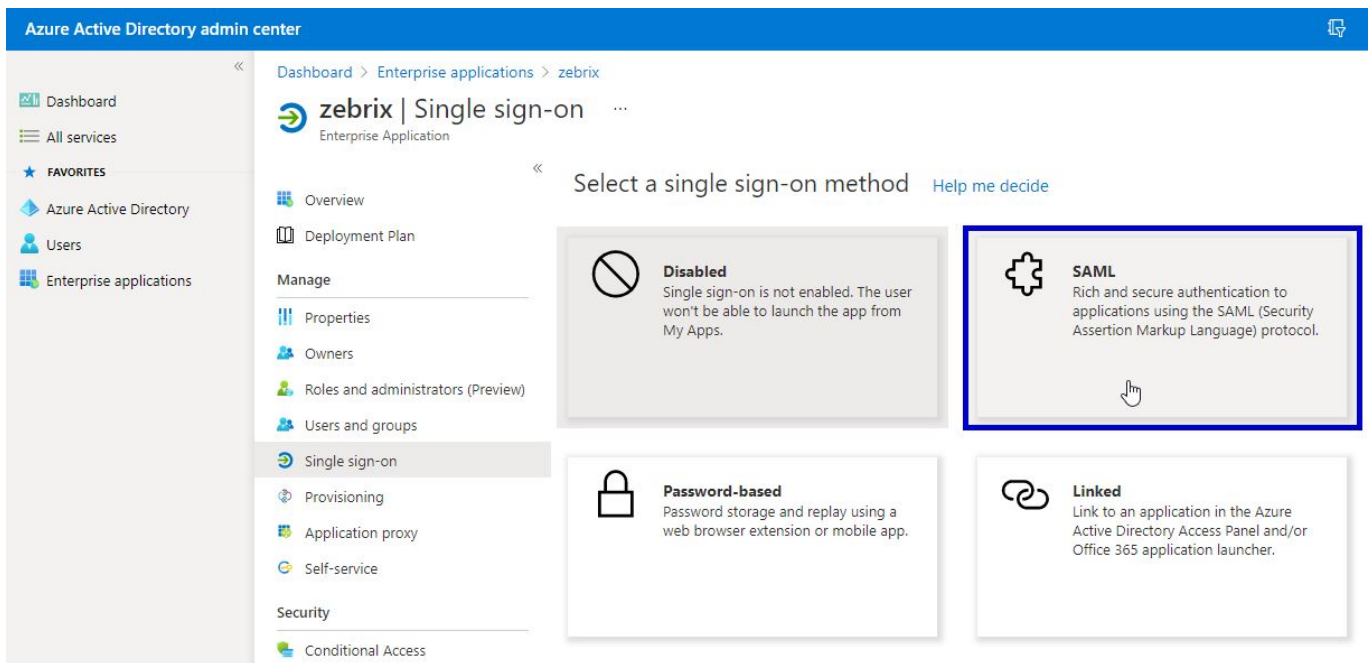 Azure Active Directory admin center
Dashboard
All services
FAVORITES
Azure Active Directory
Users
Enterprise applications
Dashboard > Enterprise applications > zebrix
zebrix | Single sign-on ...
Enterprise Application
Overview
Deployment Plan
Manage
Properties
Owners
Roles and administrators (Preview)
Users and groups
Single sign-on
Provisioning
Application proxy
Self-service
Security
Conditional Access
Select a single sign-on method Help me decide
Disabled
Single sign-on is not enabled. The user
won't be able to launch the app from
My Apps.
SAML
Rich and secure authentication to
applications using the SAML (Security
Assertion Markup Language) protocol.
Password-based
Password storage and replay using a
web browser extension or mobile app.
Linked
Link to an application in the Azure
Active Directory Access Panel and/or
Office 365 application launcher.